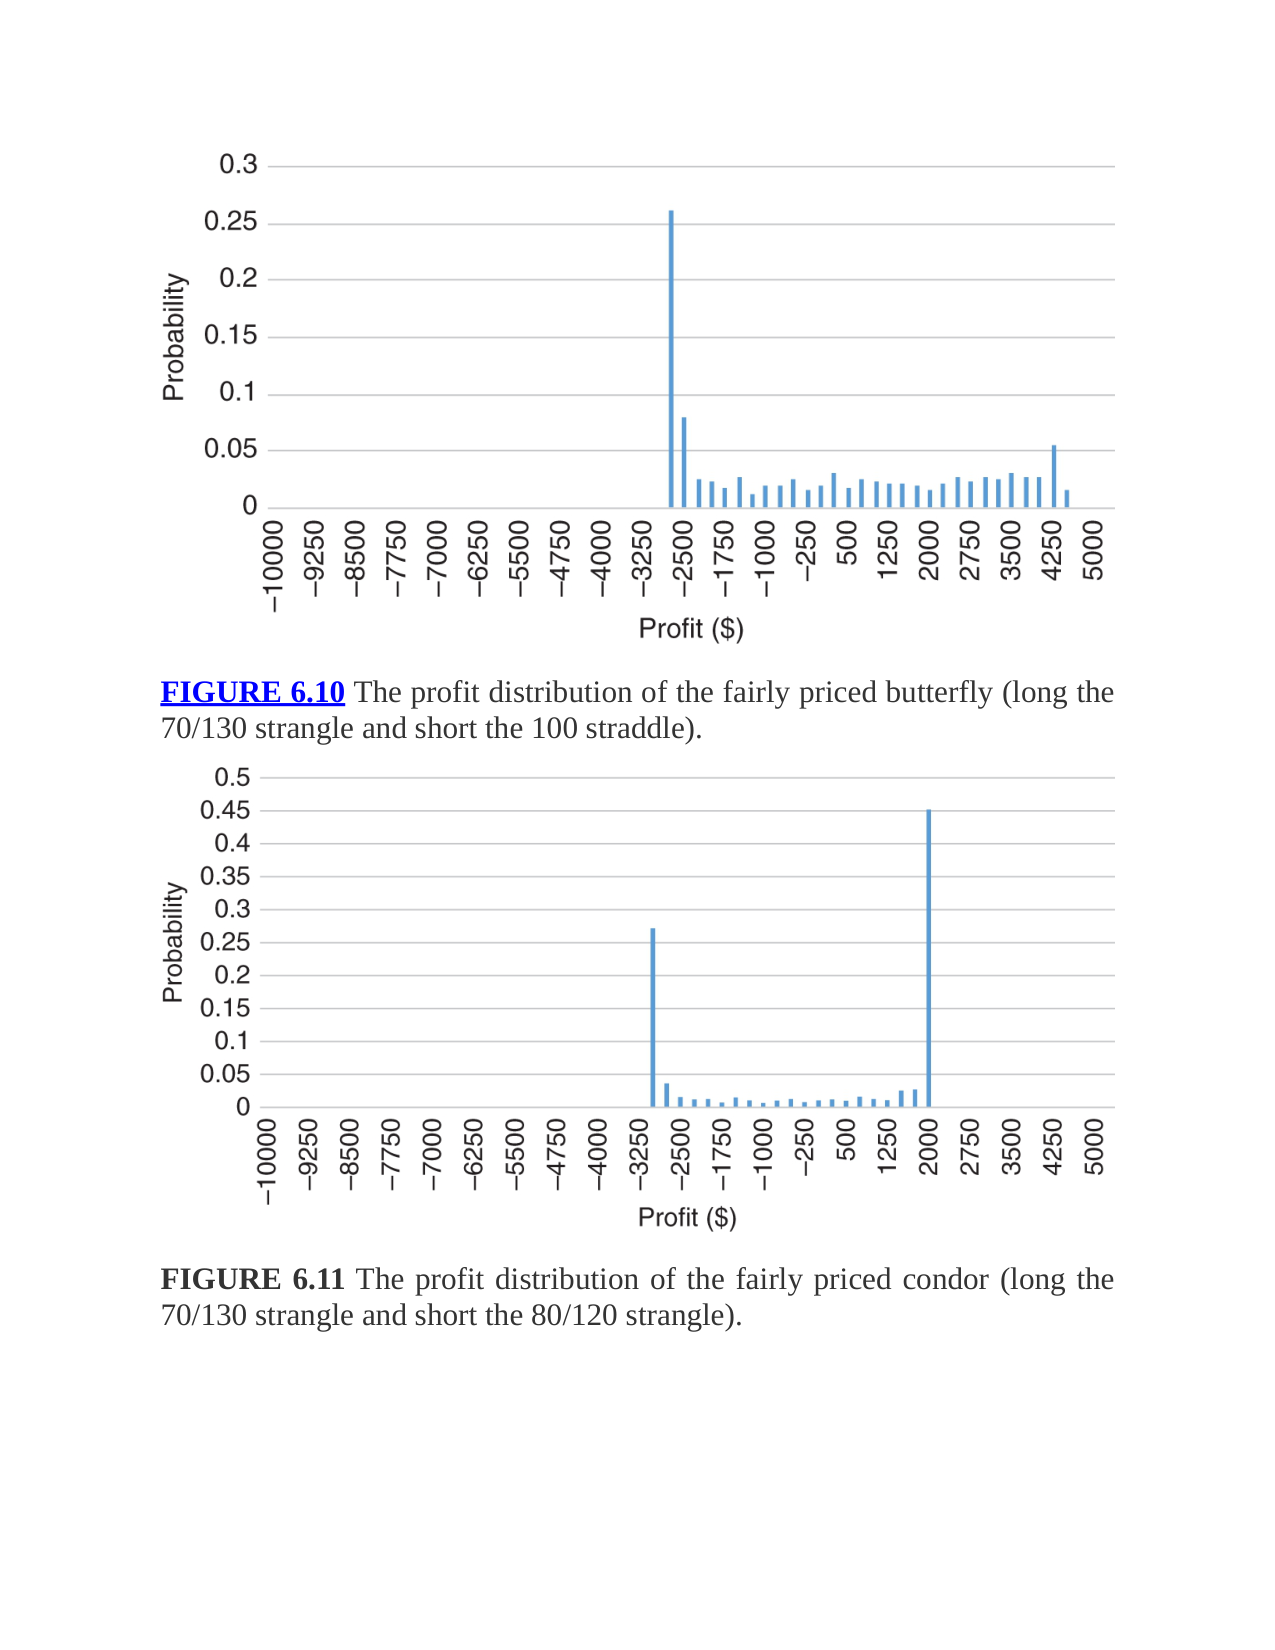 0.3
0.25
0.2
0.15
0.1
0.05
0
Probability
−10000 −9250 −8500 −7750 −7000 −6250 −5500 −4750 −4000 −3250 −2500 −1750 −1000 −250 500 1250 2000 2750 3500 4250 5000
Profit ($)
FIGURE 6.10 The profit distribution of the fairly priced butterfly (long the
70/130 strangle and short the 100 straddle).
0.5
0.45
0.4
0.35
0.3
0.25
0.2
0.15
0.1
0.05
0
Probability
−10000 −9250 −8500 −7750 −7000 −6250 −5500 −4750 −4000 −3250 −2500 −1750 −1000 −250 500 1250 2000 2750 3500 4250 5000
Profit ($)
FIGURE 6.11 The profit distribution of the fairly priced condor (long the
70/130 strangle and short the 80/120 strangle).